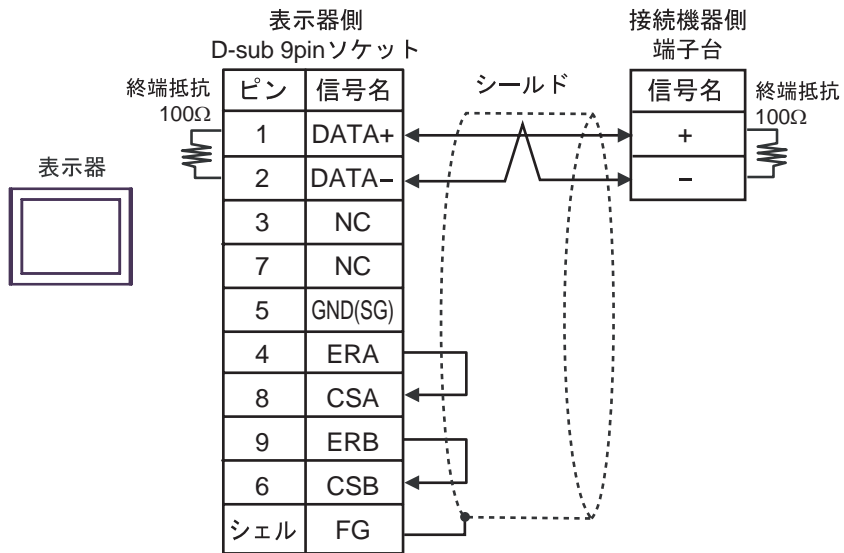 表示器側
D-sub 9pinソケット
接続機器側
端子台
終端抵抗
100Ω
ピン 信号名
シールド
信号名
終端抵抗
100Ω
1 DATA+
+
表示器
2 DATA−
−
3 NC
7 NC
5 GND(SG)
4 ERA
8 CSA
9 ERB
6 CSB
シェル FG